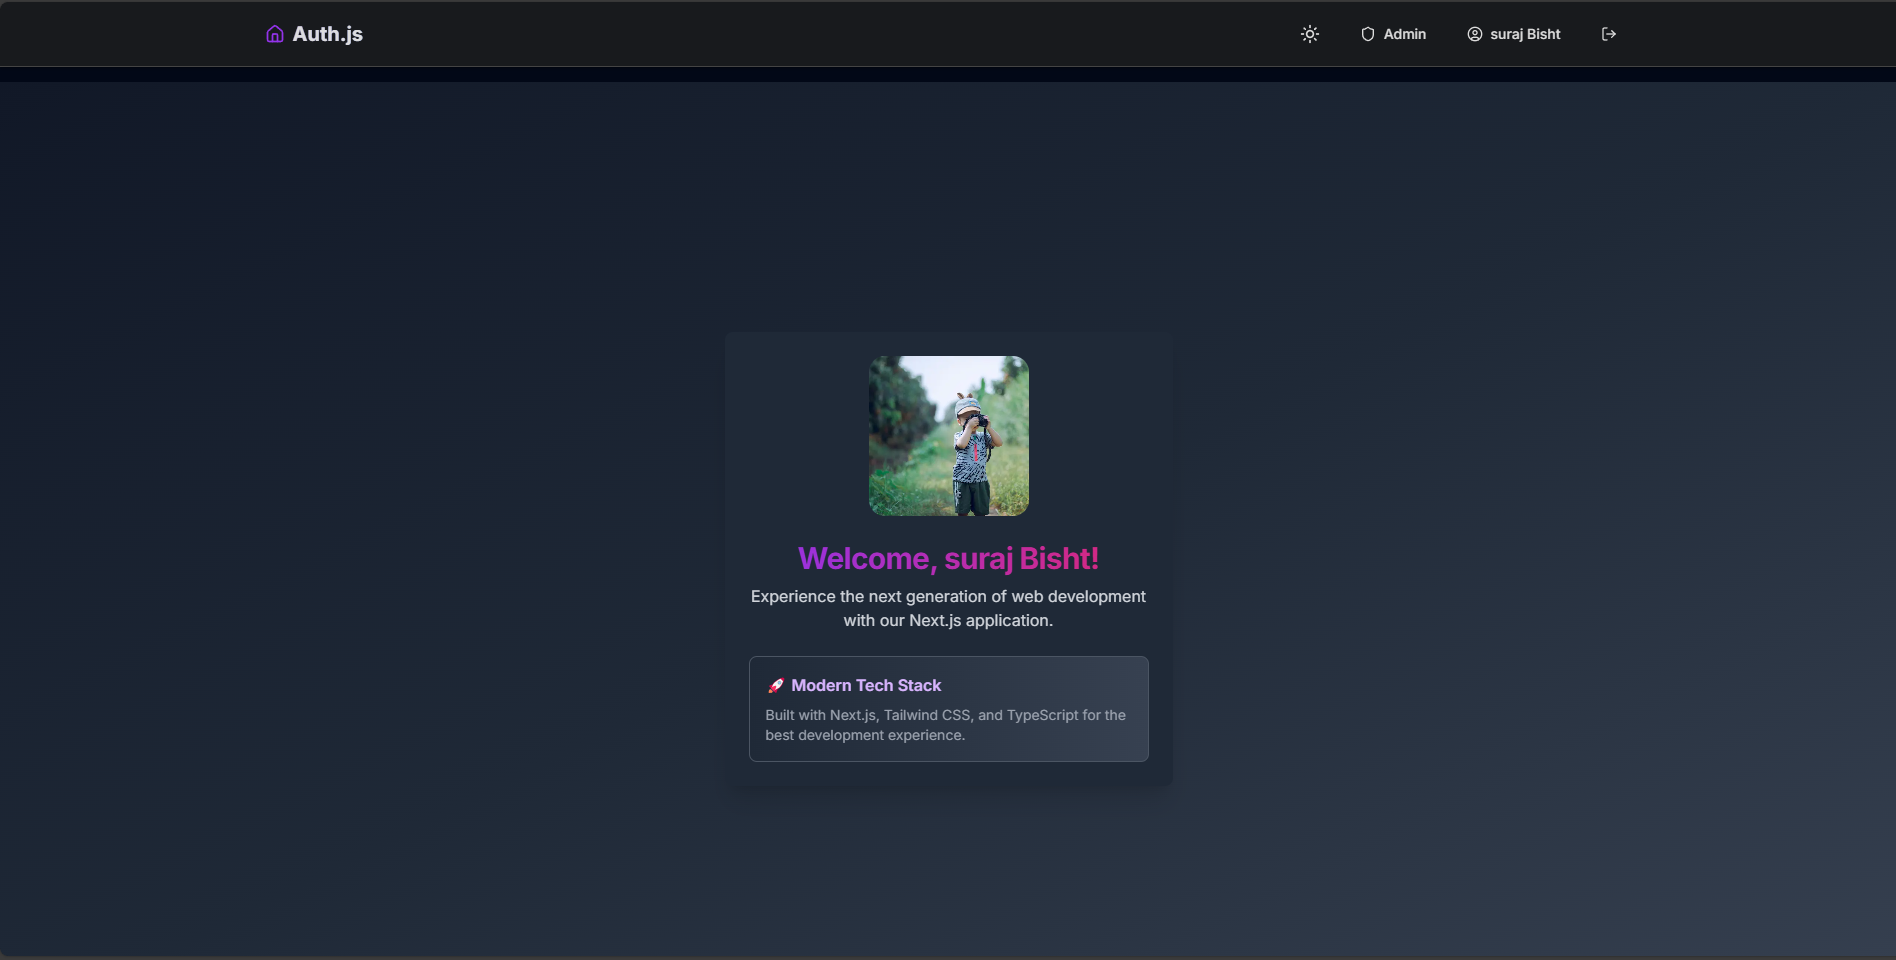 Auth.js
Admin
suraj Bisht
Welcome, suraj Bisht!
Experience the next generation of web development
with our Next.js application.
🚀 Modern Tech Stack
Built with Next.js, Tailwind CSS, and TypeScript for the
best development experience.